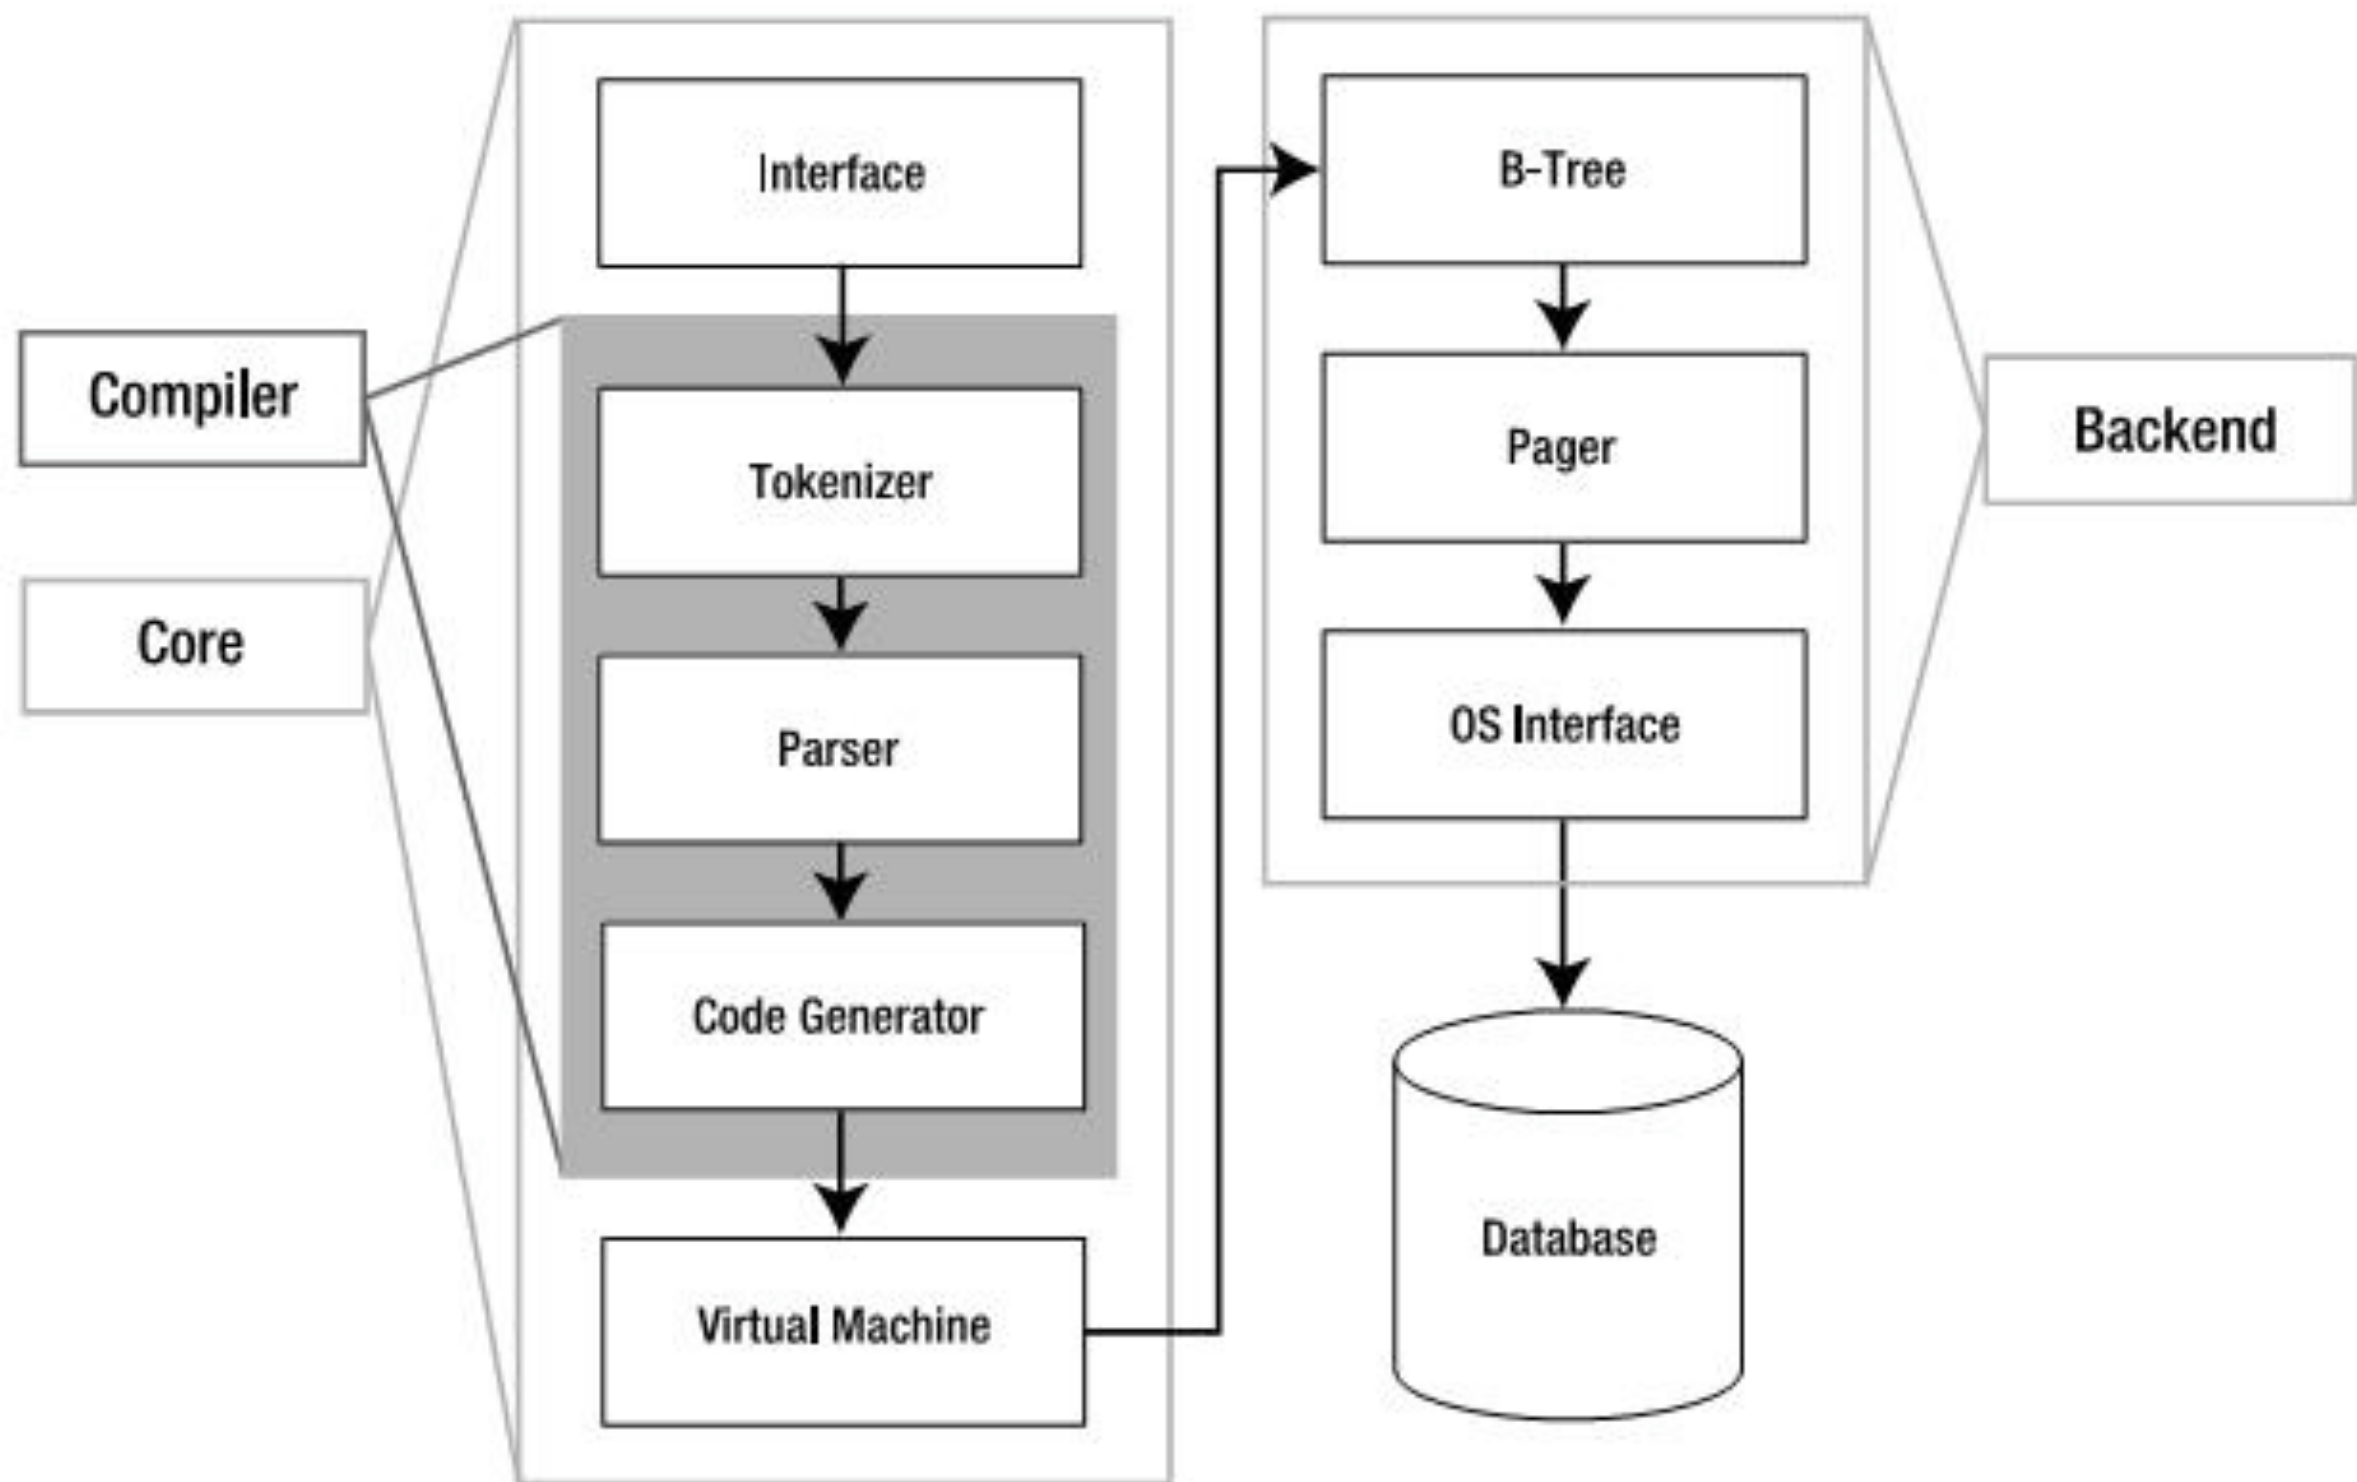 Compiler
Core
Interface
Tokenizer
Parser
Code Generator
Virtual Machine
B-Tree
Pager
OS Interface
Database
Backend